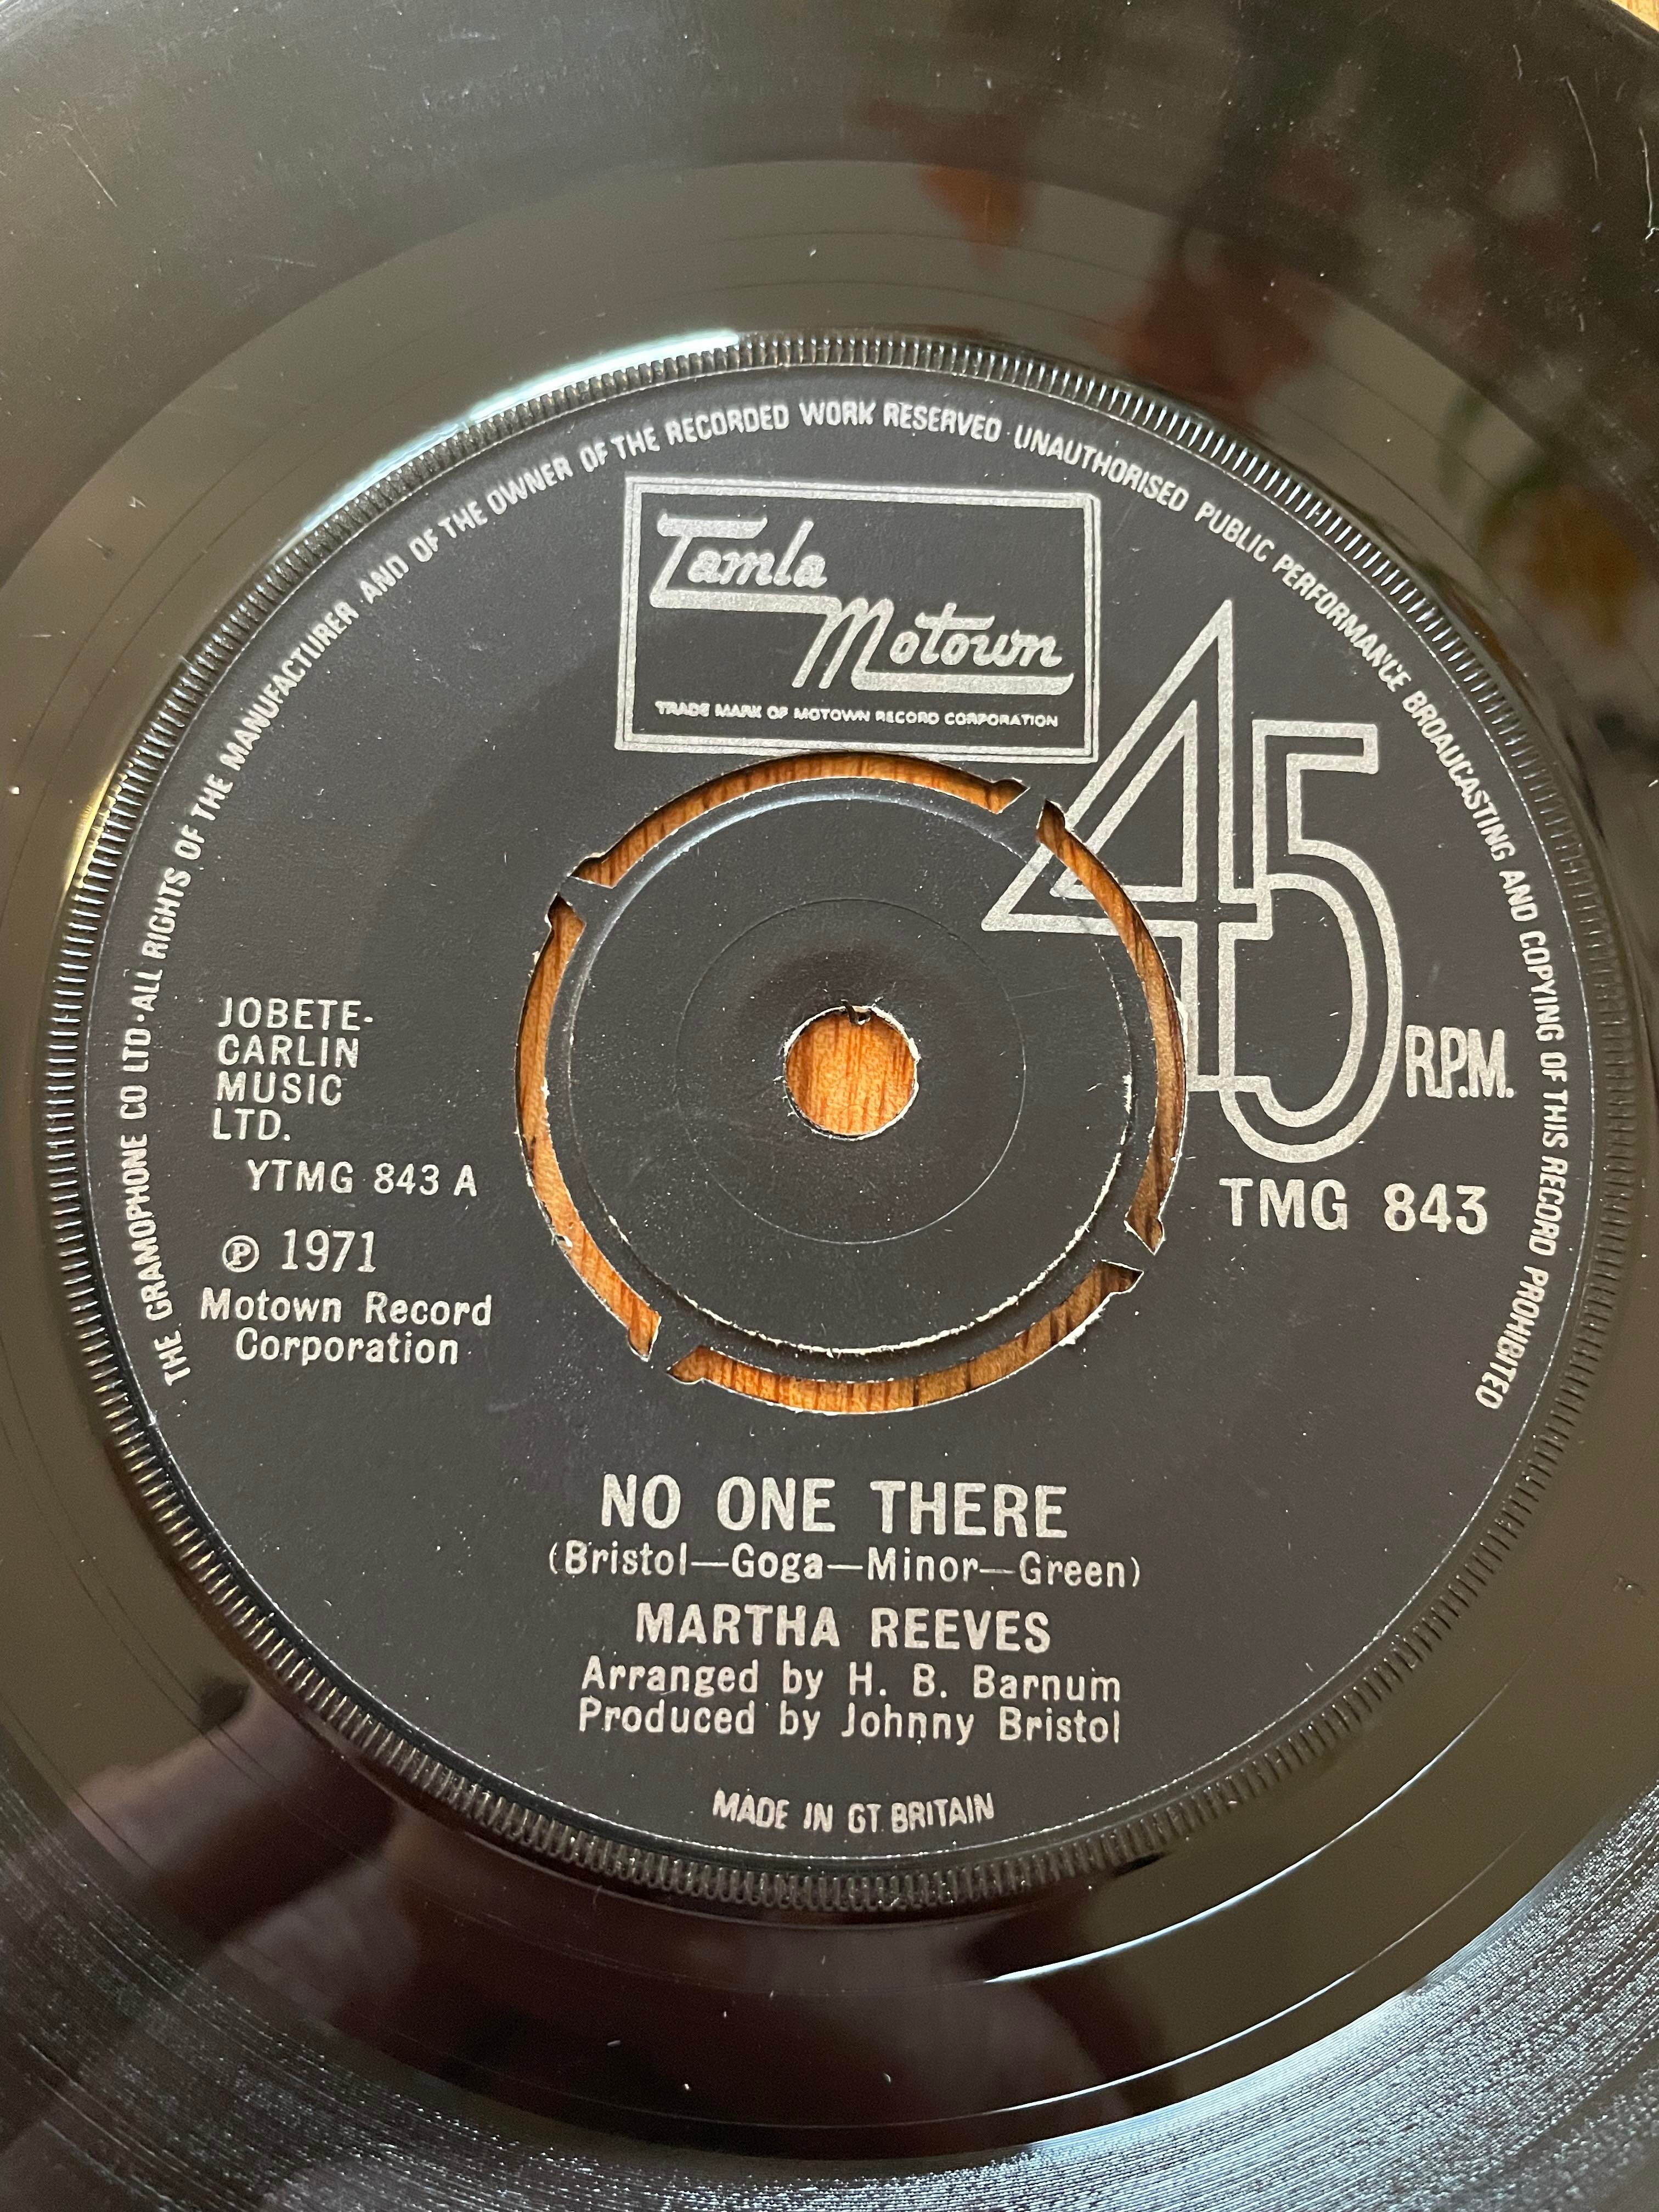 THE GRAMOPHONE CO LTD·ALL RIGHTS OF THE MANUFACTURER AND OF THE OWNER OF THE RECORDED WORK RESERVED·UNAUTHORISED PUBLIC PERFORMANCE BROADCASTING AND COPYING OF THIS RECORD PROHIBITED
Tamla
Motown
TRADE MARK OF MOTOWN RECORD CORPORATION
45 R.P.M.
JOBETE-
CARLIN
MUSIC
LTD.
YTMG 843 A
TMG 843
℗ 1971
Motown Record
Corporation
NO ONE THERE
(Bristol—Goga—Minor—Green)
MARTHA REEVES
Arranged by H. B. Barnum
Produced by Johnny Bristol
MADE IN GT. BRITAIN